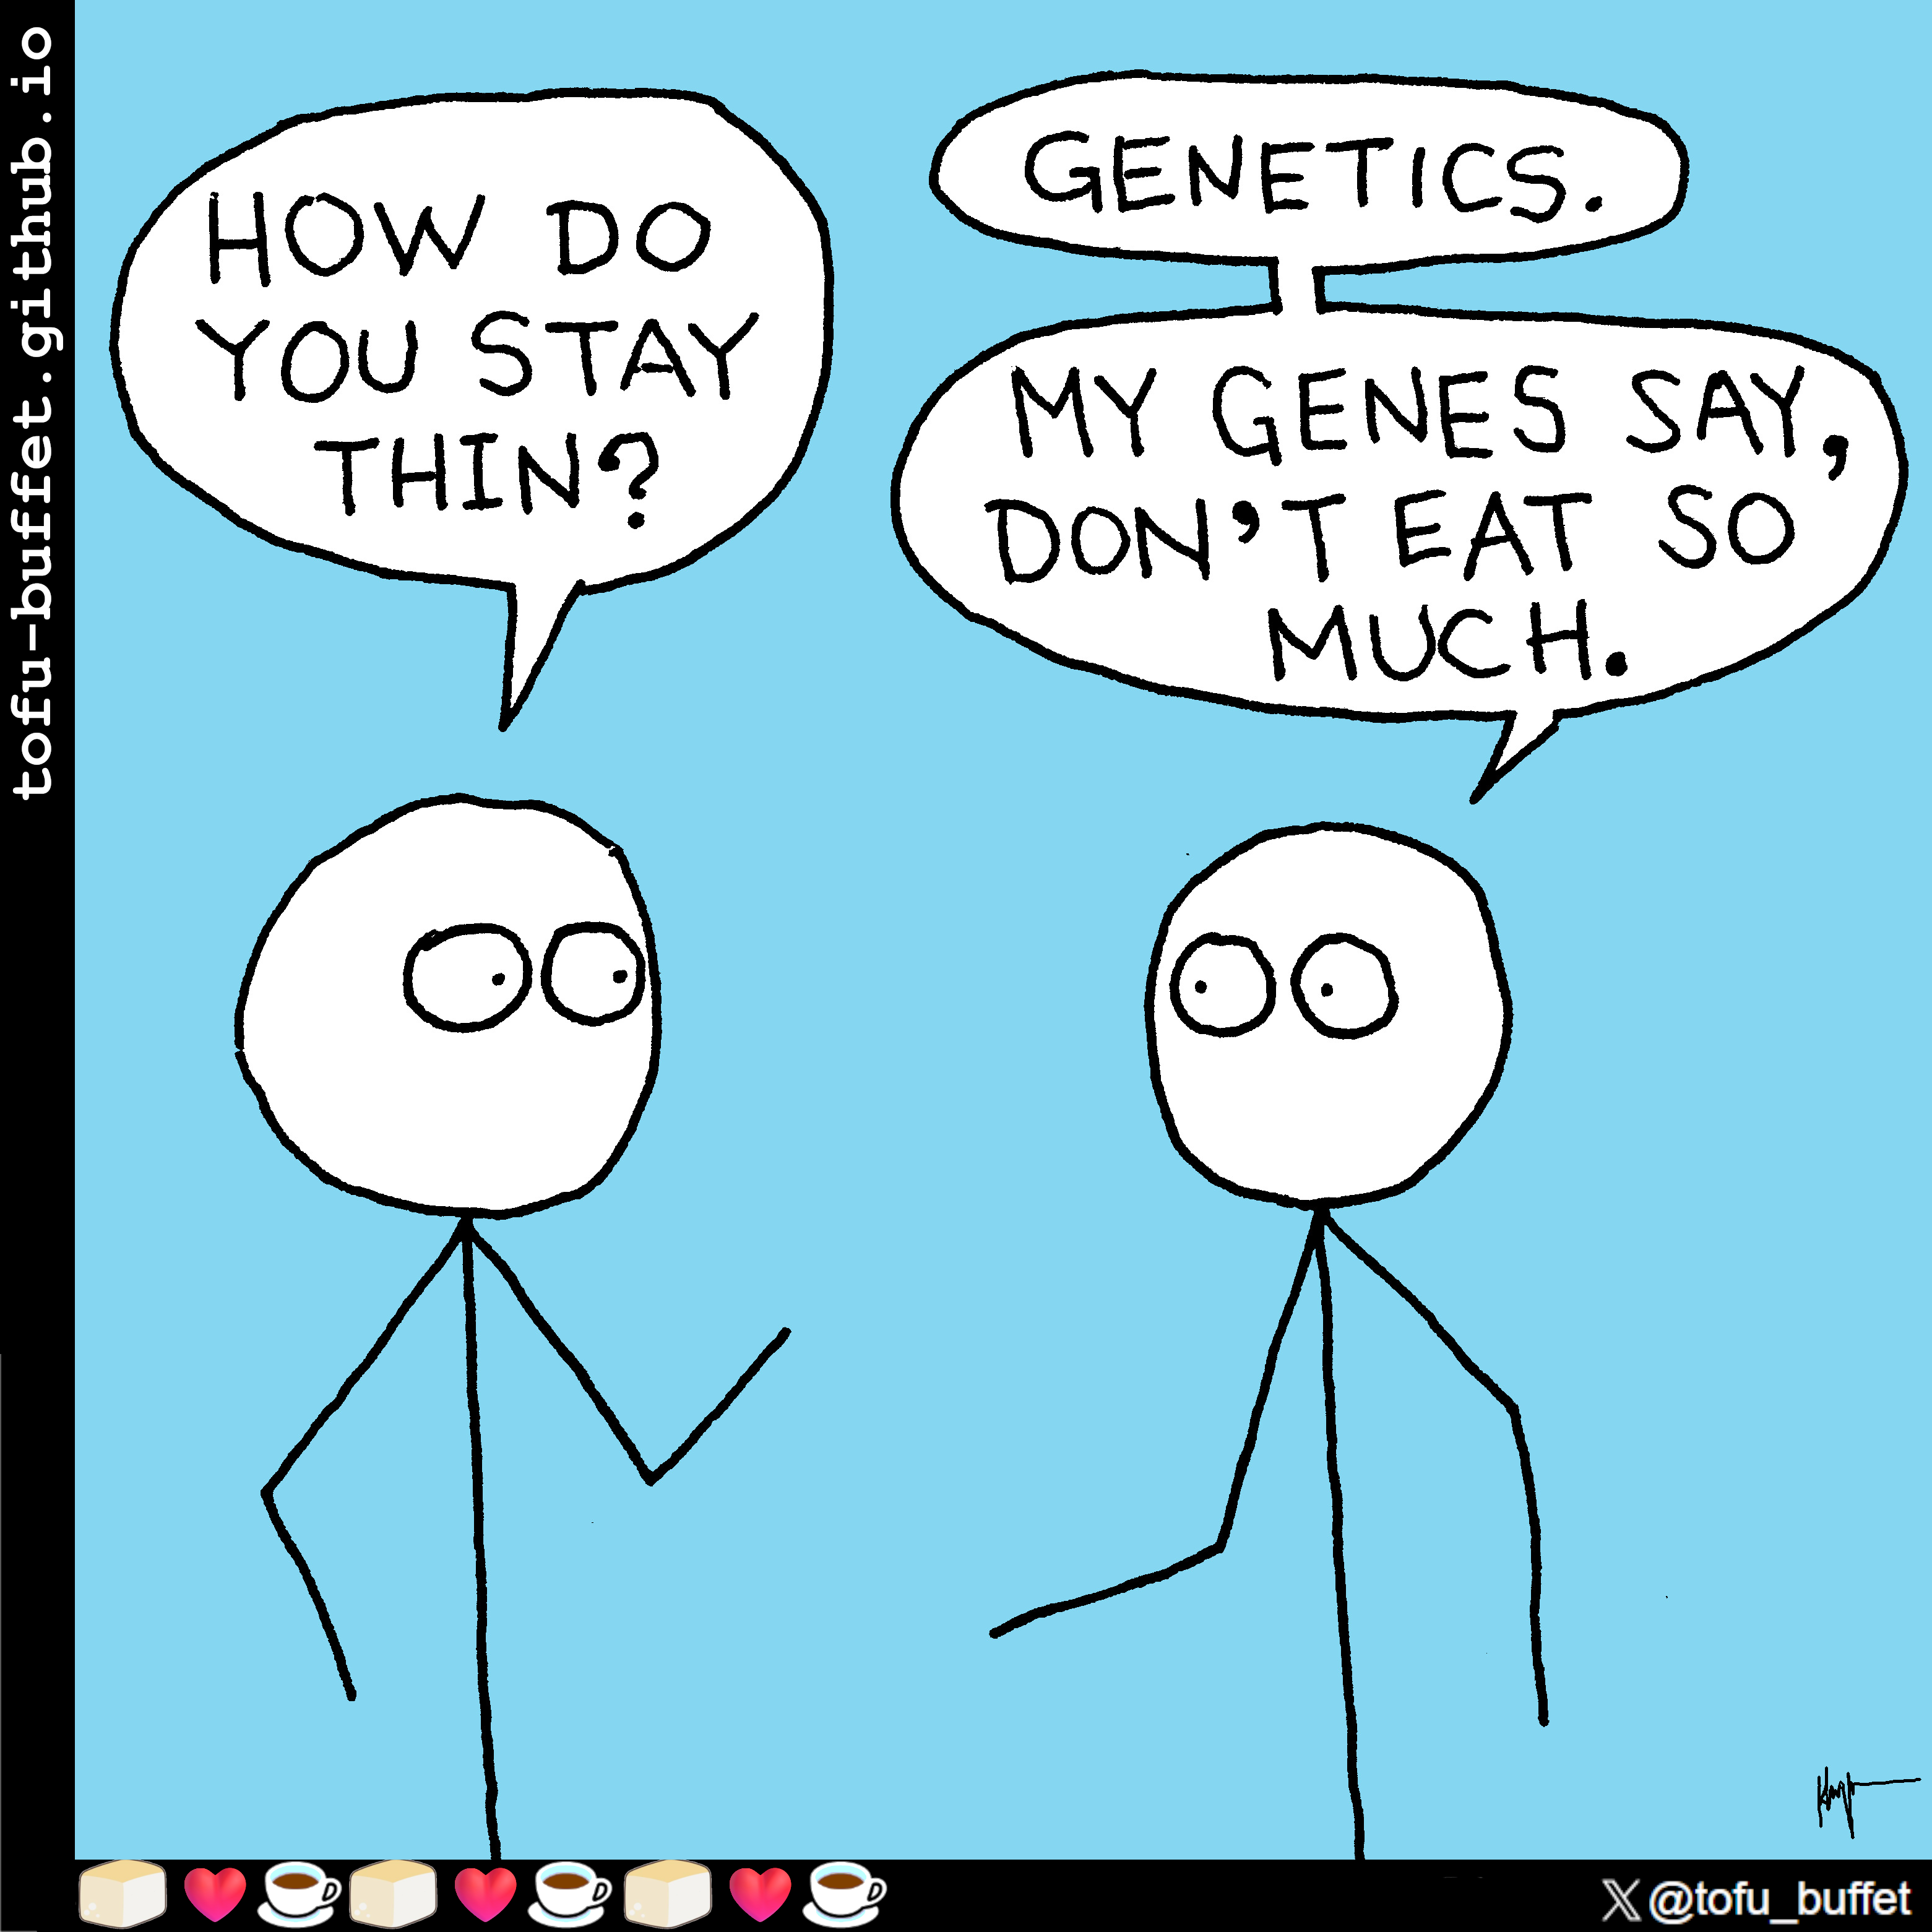 tofu-buffet.github.io
HOW DO
YOU STAY
THIN?
GENETICS.
MY GENES SAY,
DON'T EAT SO
MUCH.
𝕏 @tofu_buffet